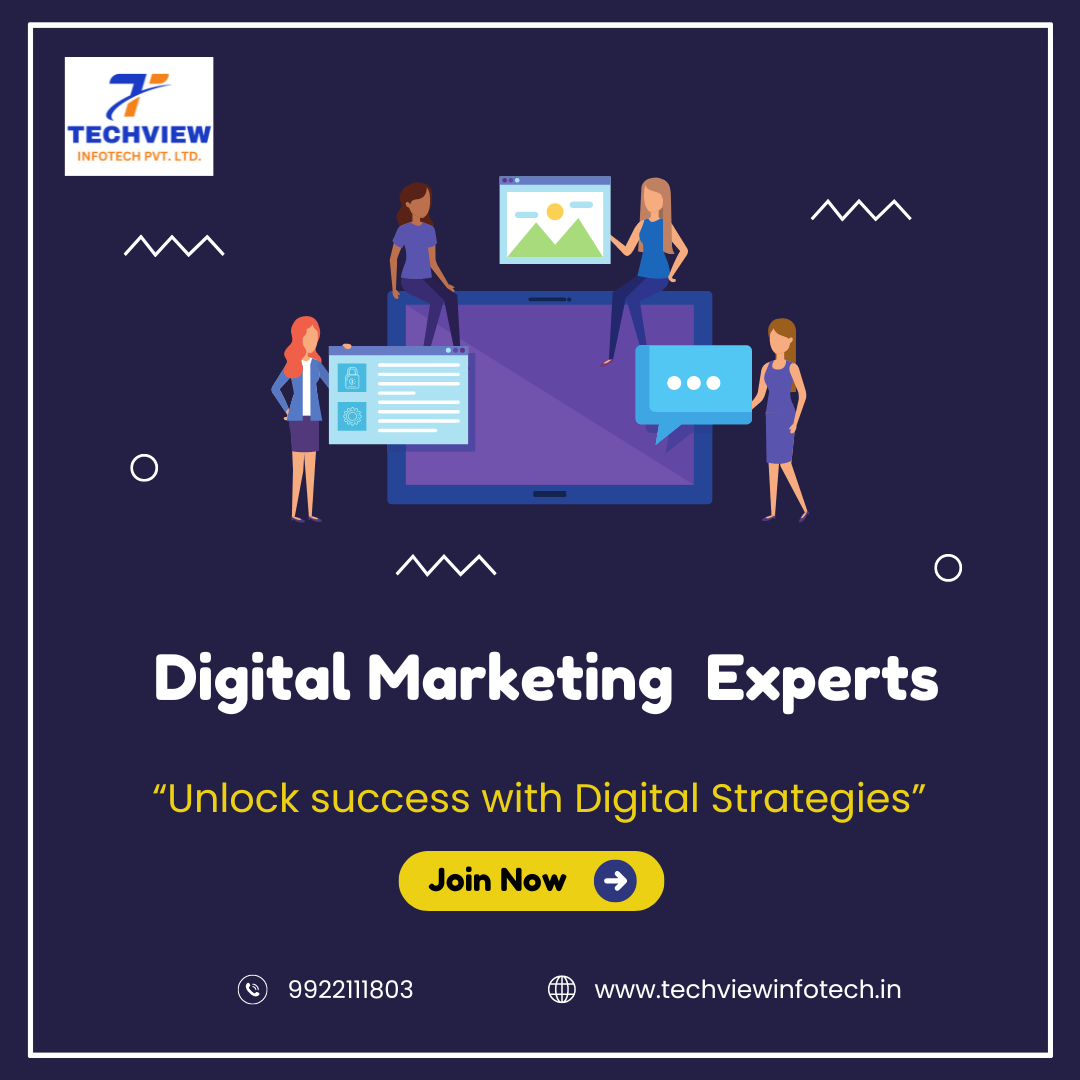 TECHVIEW
INFOTECH PVT. LTD.
Digital Marketing Experts
“Unlock success with Digital Strategies”
Join Now
9922111803
www.techviewinfotech.in